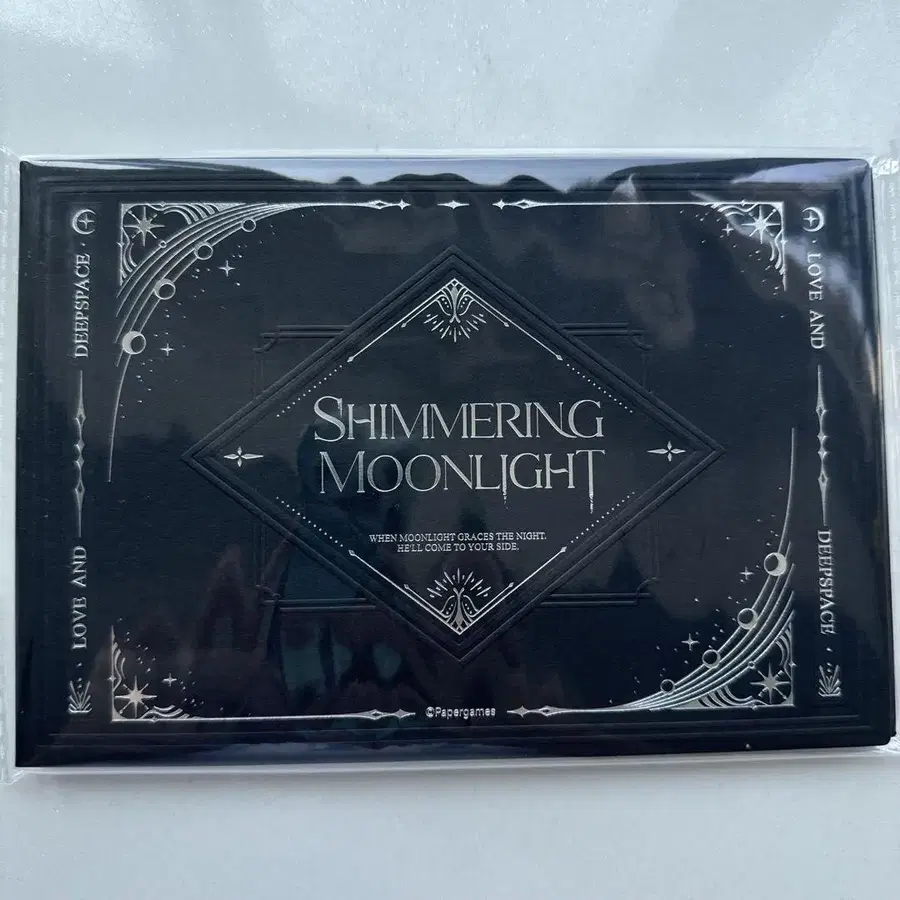 SHIMMERING
MOONLIGHT
WHEN MOONLIGHT GRACES THE NIGHT.
HE'LL COME TO YOUR SIDE.
LOVE AND
DEEPSPACE
LOVE AND
DEEPSPACE
©Papergames